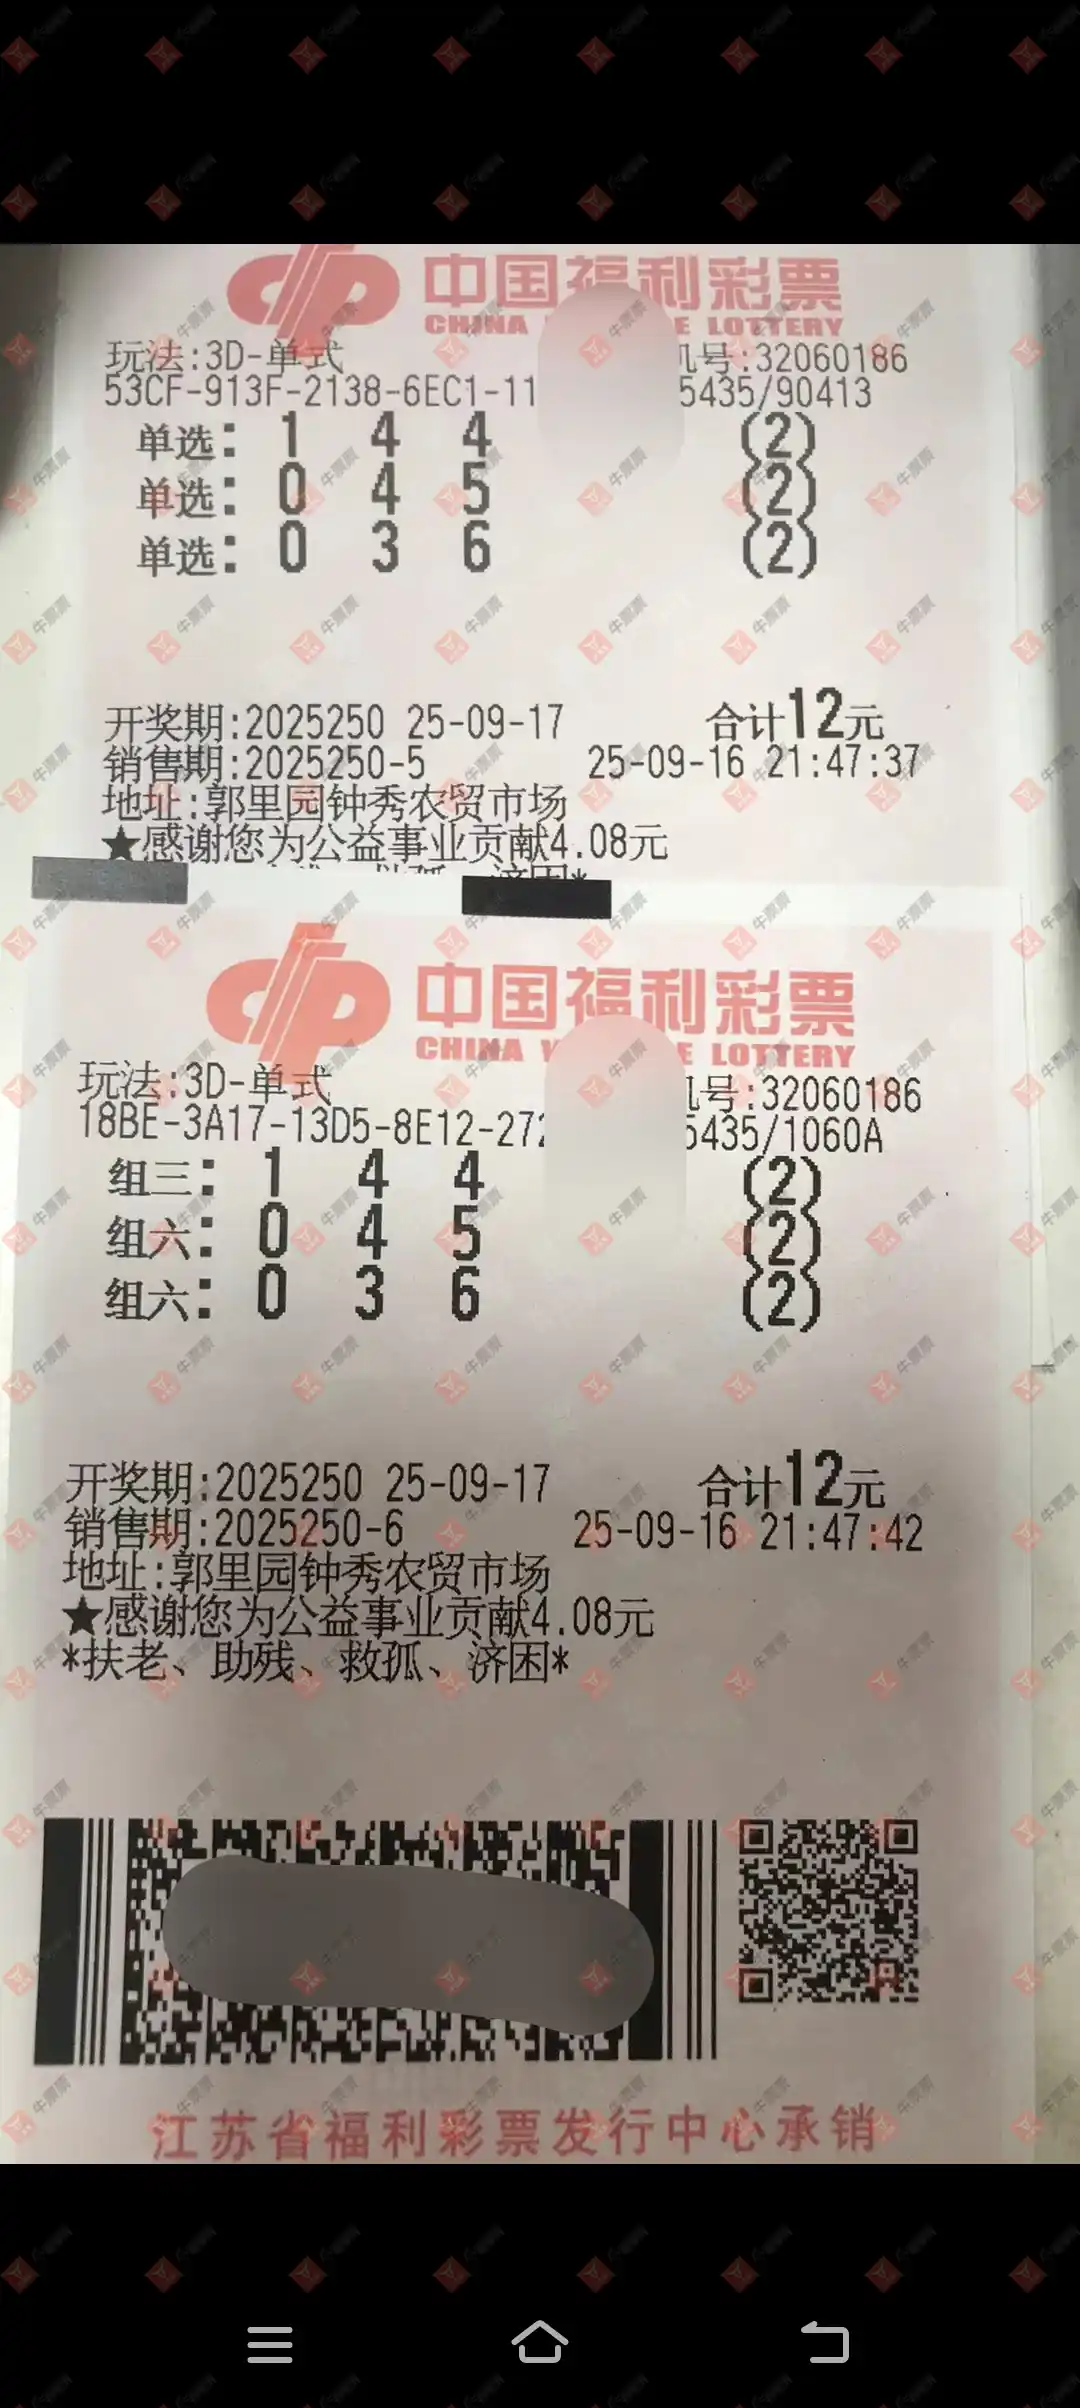 中国福利彩票
CHINA E LOTTERY
玩法:3D-单式 机号:32060186
53CF-913F-2138-6EC1-11 5435/90413
单选: 1 4 4 (2)
单选: 0 4 5 (2)
单选: 0 3 6 (2)
开奖期:2025250 25-09-17 合计12元
销售期:2025250-5 25-09-16 21:47:37
地址:郭里园钟秀农贸市场
★感谢您为公益事业贡献4.08元
中国福利彩票
CHINA E LOTTERY
玩法:3D-单式 机号:32060186
18BE-3A17-13D5-8E12-272 5435/1060A
组三: 1 4 4 (2)
组六: 0 4 5 (2)
组六: 0 3 6 (2)
开奖期:2025250 25-09-17 合计12元
销售期:2025250-6 25-09-16 21:47:42
地址:郭里园钟秀农贸市场
★感谢您为公益事业贡献4.08元
*扶老、助残、救孤、济困*
江苏省福利彩票发行中心承销
牛票票